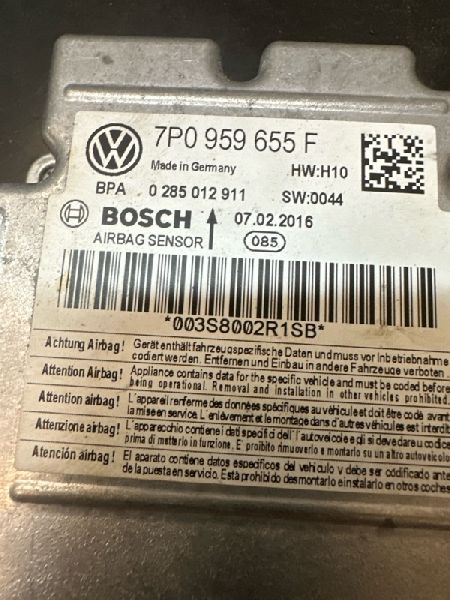 7P0 959 655 F
Made in Germany HW:H10
BPA 0 285 012 911 SW:0044
BOSCH 07.02.2016
AIRBAG SENSOR 085
*003S8002R1SB*
Achtung Airbag! Gerät enthält fahrzeugspezifische Daten und muss vor Inbetriebnahme
codiert werden. Entfernen und Einbau in andere Fahrzeuge verboten.
Attention Airbag! Appliance contains data for the specific vehicle and must be coded before
being operational. Removal and installation in other vehicles prohibited.
Attention airbag! L'appareil renferme des données spécifiques au véhicule et doit être codé avant
la mise en service. L'enlèvement et le montage dans d'autres véhicules est interdit
Attenzione airbag! L'apparecchio contiene i dati specifici dell'autoveicolo e gli si deve dare u codice
prima di metterlo in funzione. E proibito rimuoverlo e montarlo su un altro autoveicolo.
Atención airbag! El aparato contiene datos específicos del vehículo y debe ser codificado antes
de la puesta en servicio. Está prohibido desmontarlo e instalarlo en otros coches